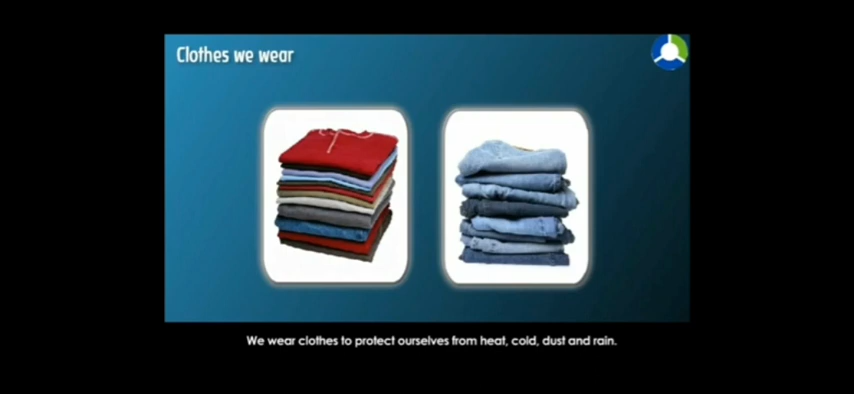 Clothes we wear
We wear clothes to protect ourselves from heat, cold, dust and rain.